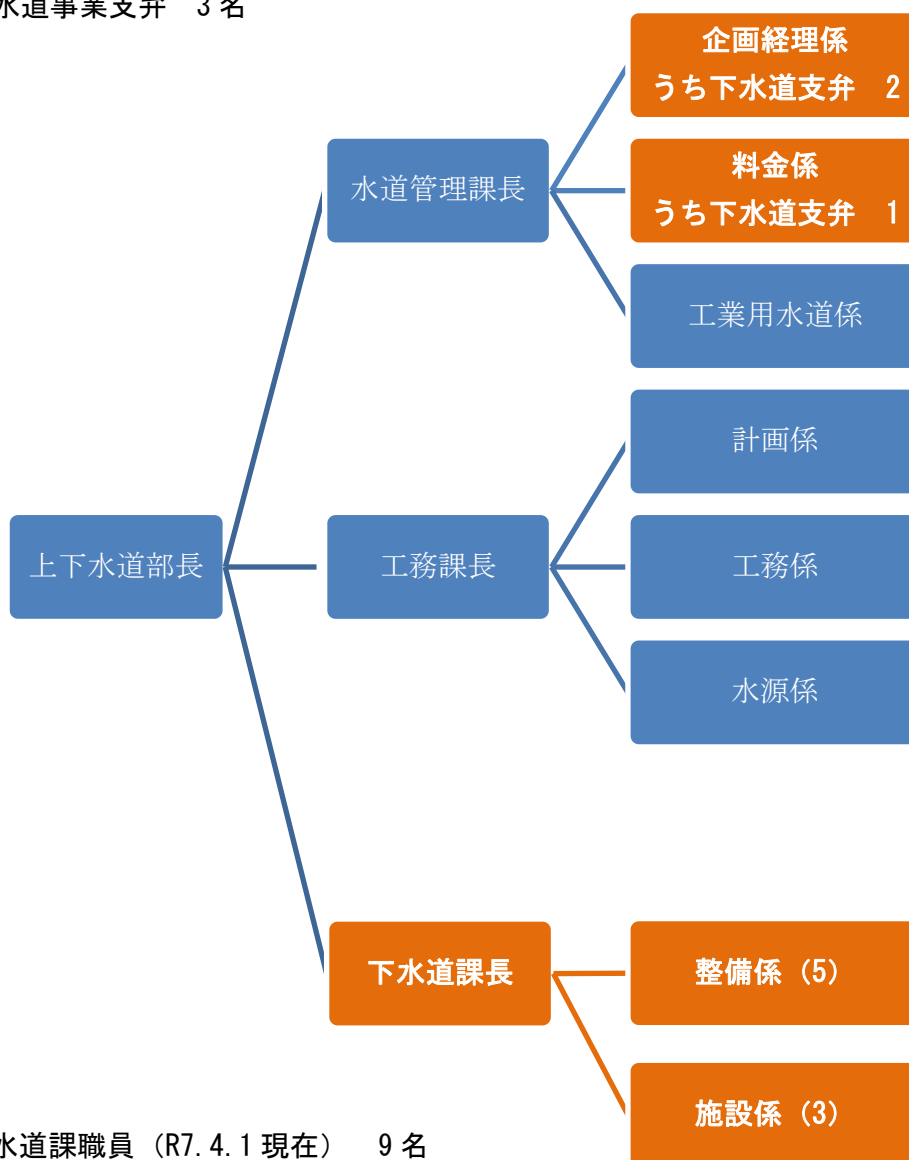 水道事業支弁　3名
企画経理係
うち下水道支弁　2
料金係
うち下水道支弁　1
水道管理課長
工業用水道係
計画係
上下水道部長
工務課長
工務係
水源係
下水道課長
整備係（5）
施設係（3）
水道課職員（R7.4.1現在）　9名